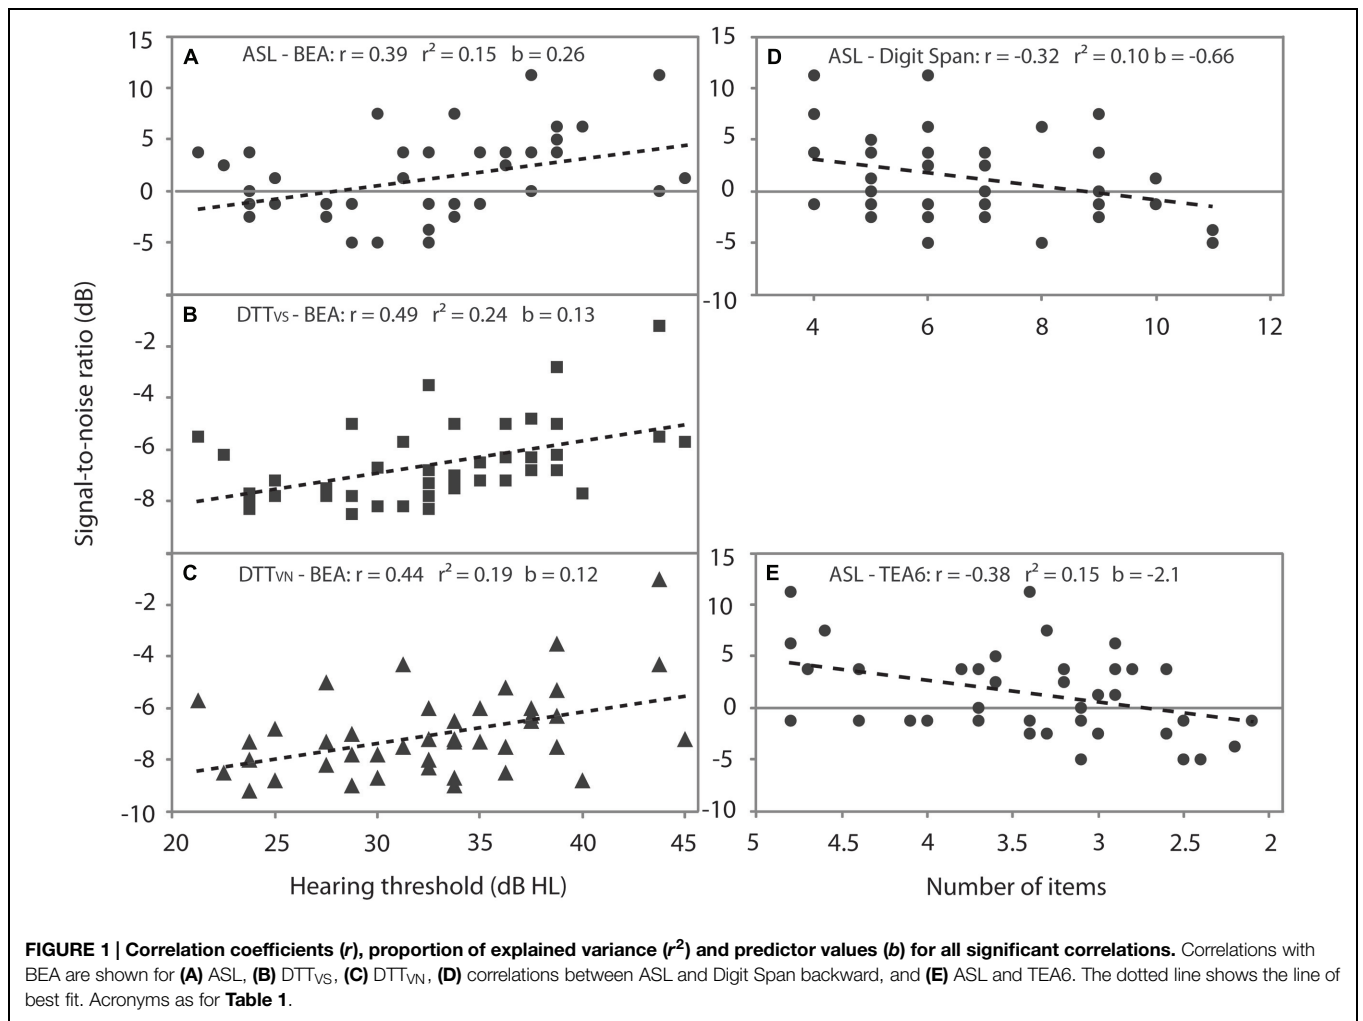 Signal-to-noise ratio (dB)
A
ASL - BEA: r = 0.39 r² = 0.15 b = 0.26
15
10
5
0
-5
B
DTTVS - BEA: r = 0.49 r² = 0.24 b = 0.13
-2
-4
-6
-8
C
DTTVN - BEA: r = 0.44 r² = 0.19 b = 0.12
-2
-4
-6
-8
-10
20 25 30 35 40 45
Hearing threshold (dB HL)
D
ASL - Digit Span: r = -0.32 r² = 0.10 b = -0.66
15
10
5
0
-5
-10
4 6 8 10 12
E
ASL - TEA6: r = -0.38 r² = 0.15 b = -2.1
15
10
5
0
-5
-10
5 4.5 4 3.5 3 2.5 2
Number of items
FIGURE 1 | Correlation coefficients (r), proportion of explained variance (r²) and predictor values (b) for all significant correlations. Correlations with
BEA are shown for (A) ASL, (B) DTTVS, (C) DTTVN, (D) correlations between ASL and Digit Span backward, and (E) ASL and TEA6. The dotted line shows the line of
best fit. Acronyms as for Table 1.